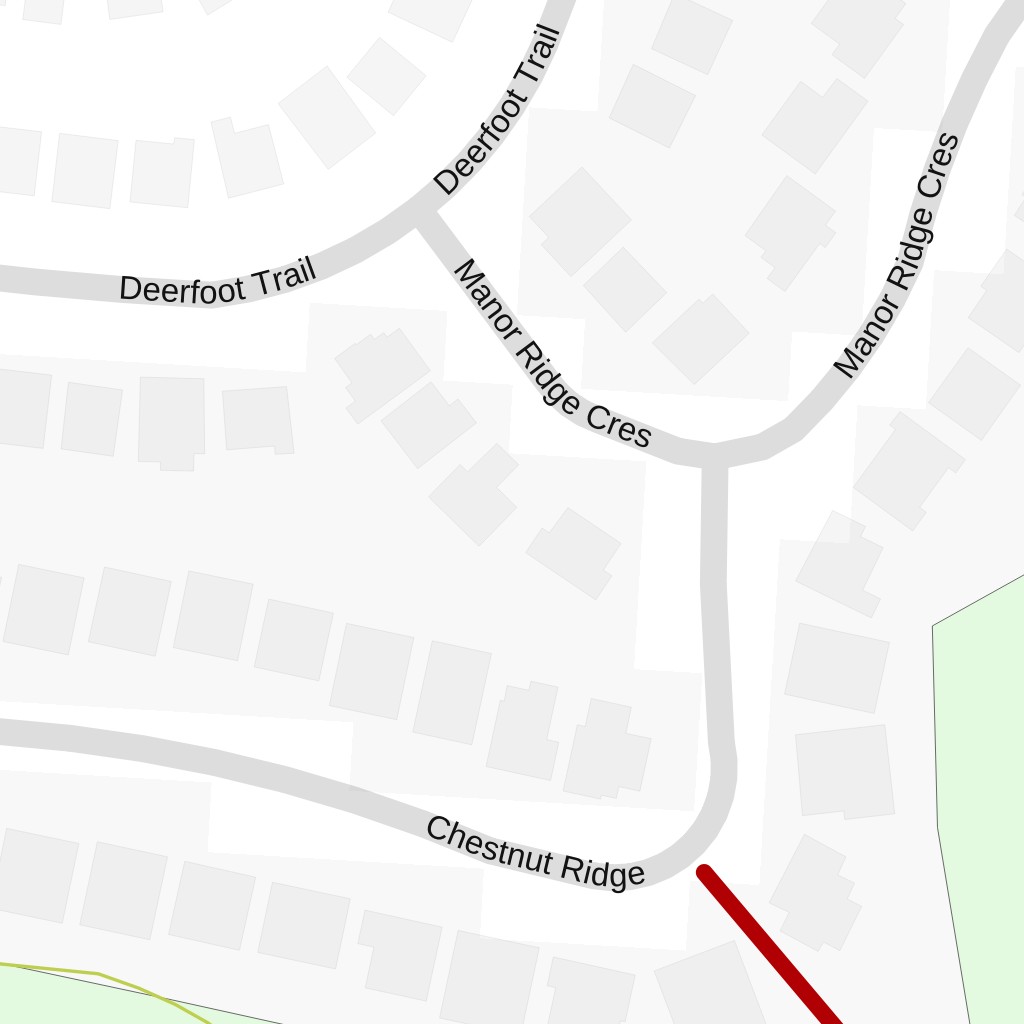 Deerfoot Trail
Manor Ridge Cres
Deerfoot Trail
Manor Ridge Cres
Chestnut Ridge